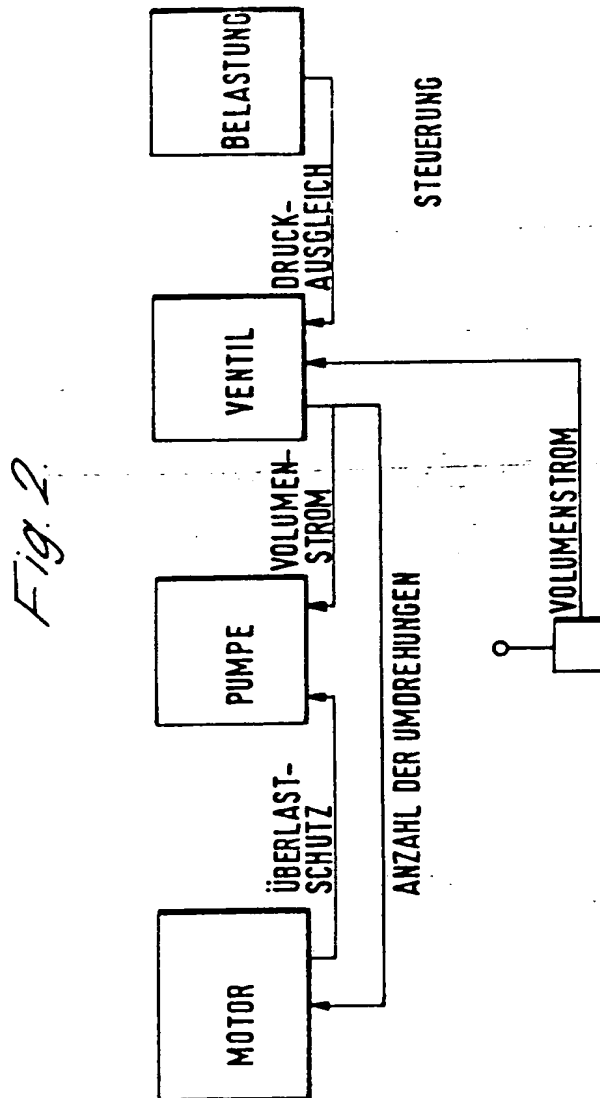 Fig. 2.
MOTOR
PUMPE
VENTIL
BELASTUNG
ÜBERLAST-
SCHUTZ
VOLUMEN-
STROM
DRUCK-
AUSGLEICH
ANZAHL DER UMDREHUNGEN
STEUERUNG
VOLUMENSTROM